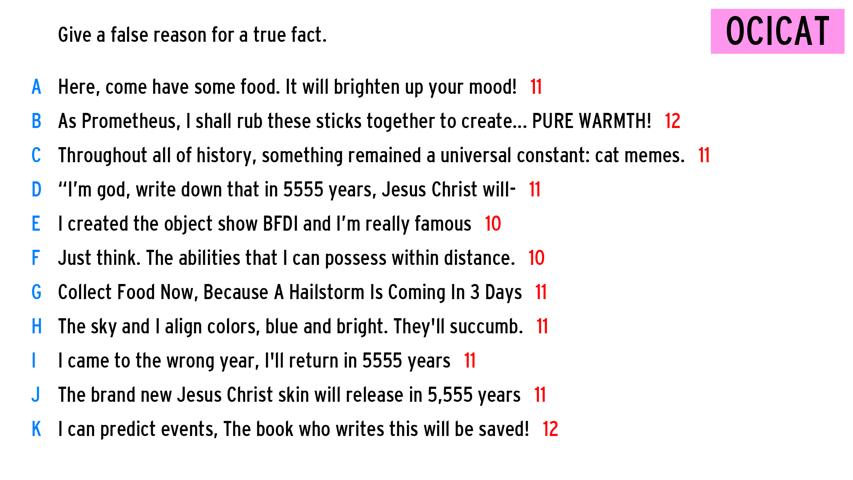 Give a false reason for a true fact.
OCICAT
A Here, come have some food. It will brighten up your mood! 11
B As Prometheus, I shall rub these sticks together to create... PURE WARMTH! 12
C Throughout all of history, something remained a universal constant: cat memes. 11
D “I’m god, write down that in 5555 years, Jesus Christ will- 11
E I created the object show BFDI and I’m really famous 10
F Just think. The abilities that I can possess within distance. 10
G Collect Food Now, Because A Hailstorm Is Coming In 3 Days 11
H The sky and I align colors, blue and bright. They'll succumb. 11
I I came to the wrong year, I'll return in 5555 years 11
J The brand new Jesus Christ skin will release in 5,555 years 11
K I can predict events, The book who writes this will be saved! 12